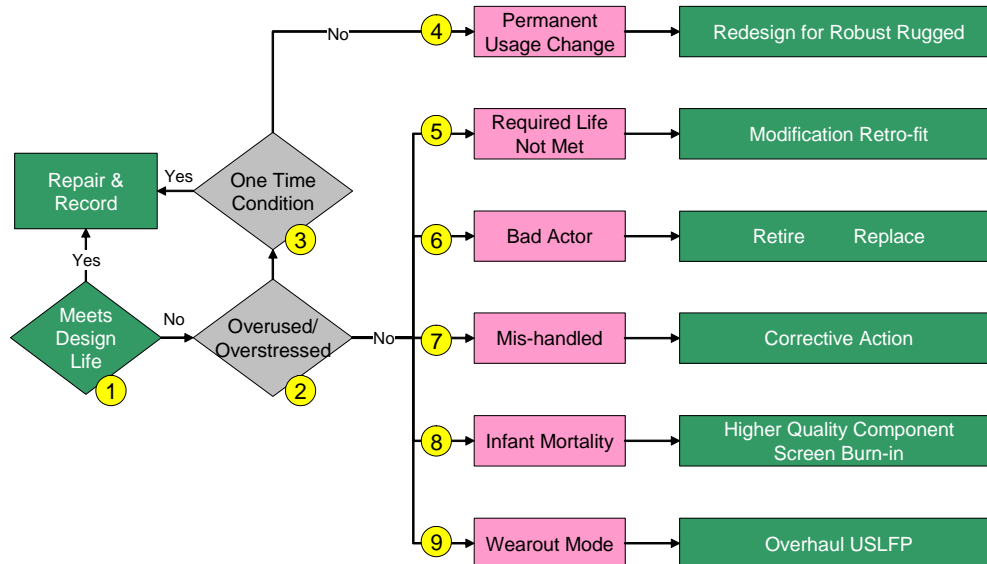 No
4
Permanent
Usage Change
Redesign for Robust Rugged
5
Required Life
Not Met
Modification Retro-fit
Repair &
Record
Yes
One Time
Condition
3
6
Bad Actor
Retire Replace
Yes
Meets
Design
Life
1
No
Overused/
Overstressed
2
No
7
Mis-handled
Corrective Action
8
Infant Mortality
Higher Quality Component
Screen Burn-in
9
Wearout Mode
Overhaul USLFP